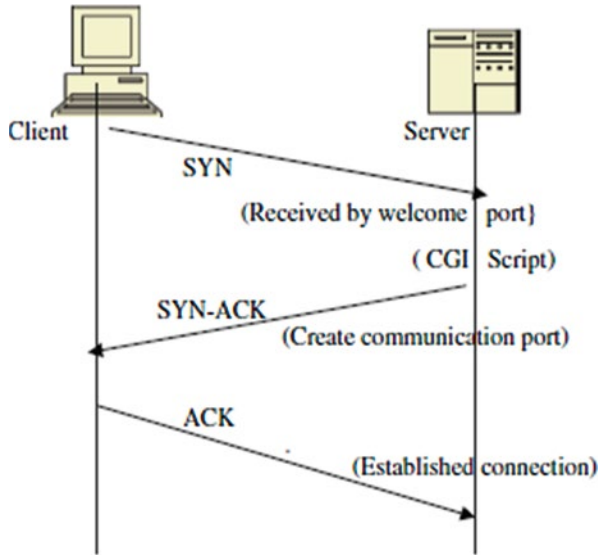 Client
Server
SYN
(Received by welcome port}
( CGI Script)
SYN-ACK
(Create communication port)
ACK
(Established connection)